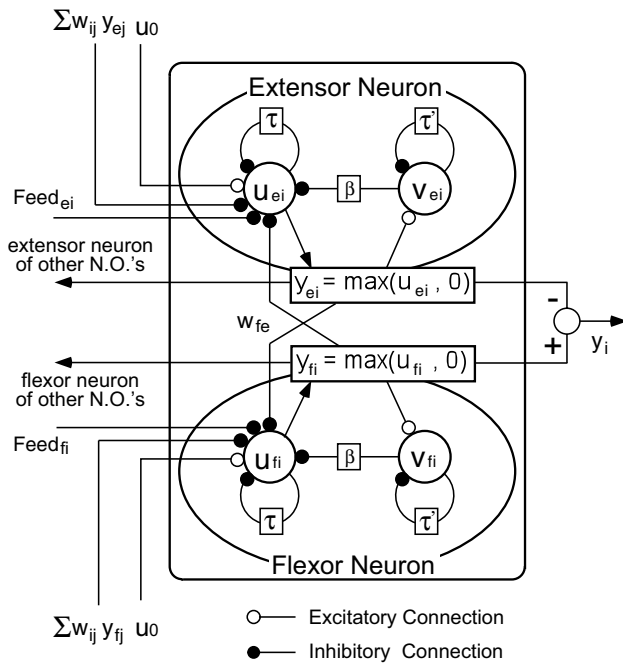 Σw_ij y_ej u0
Extensor Neuron
τ
τ'
u_ei
β
v_ei
Feed_ei
extensor neuron
of other N.O.'s
y_ei = max(u_ei , 0)
-
w_fe
+
y_i
y_fi = max(u_fi , 0)
flexor neuron
of other N.O.'s
Feed_fi
u_fi
β
v_fi
τ
τ'
Flexor Neuron
Σw_ij y_fj u0
Excitatory Connection
Inhibitory Connection